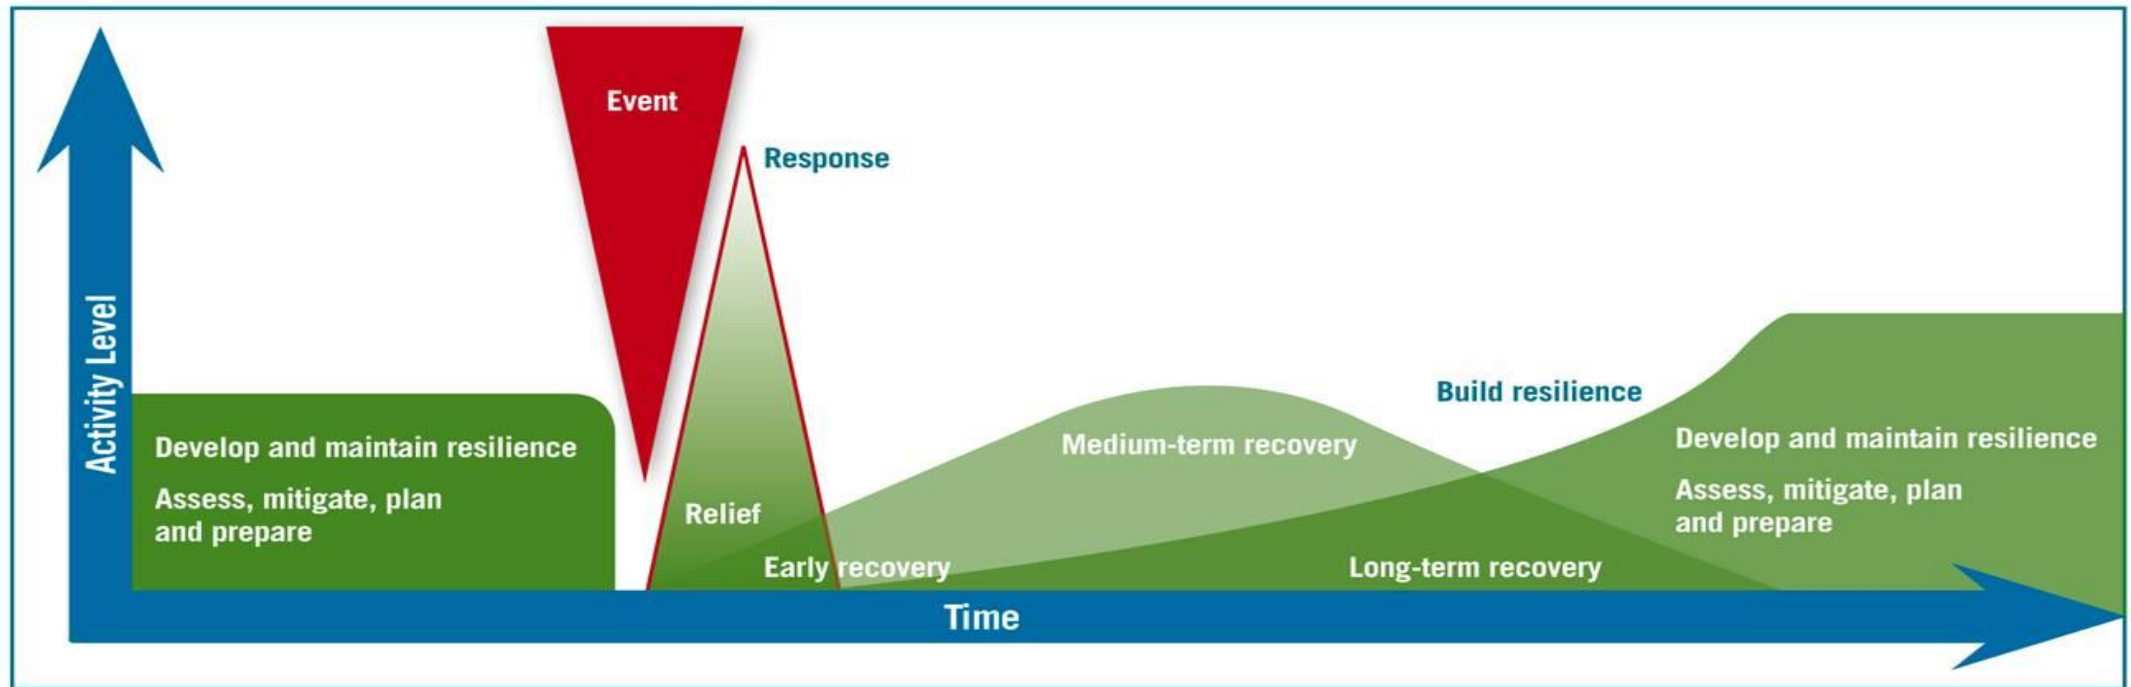 Event
Response
Activity Level
Build resilience
Develop and maintain resilience
Assess, mitigate, plan
and prepare
Relief
Early recovery
Medium-term recovery
Long-term recovery
Develop and maintain resilience
Assess, mitigate, plan
and prepare
Time